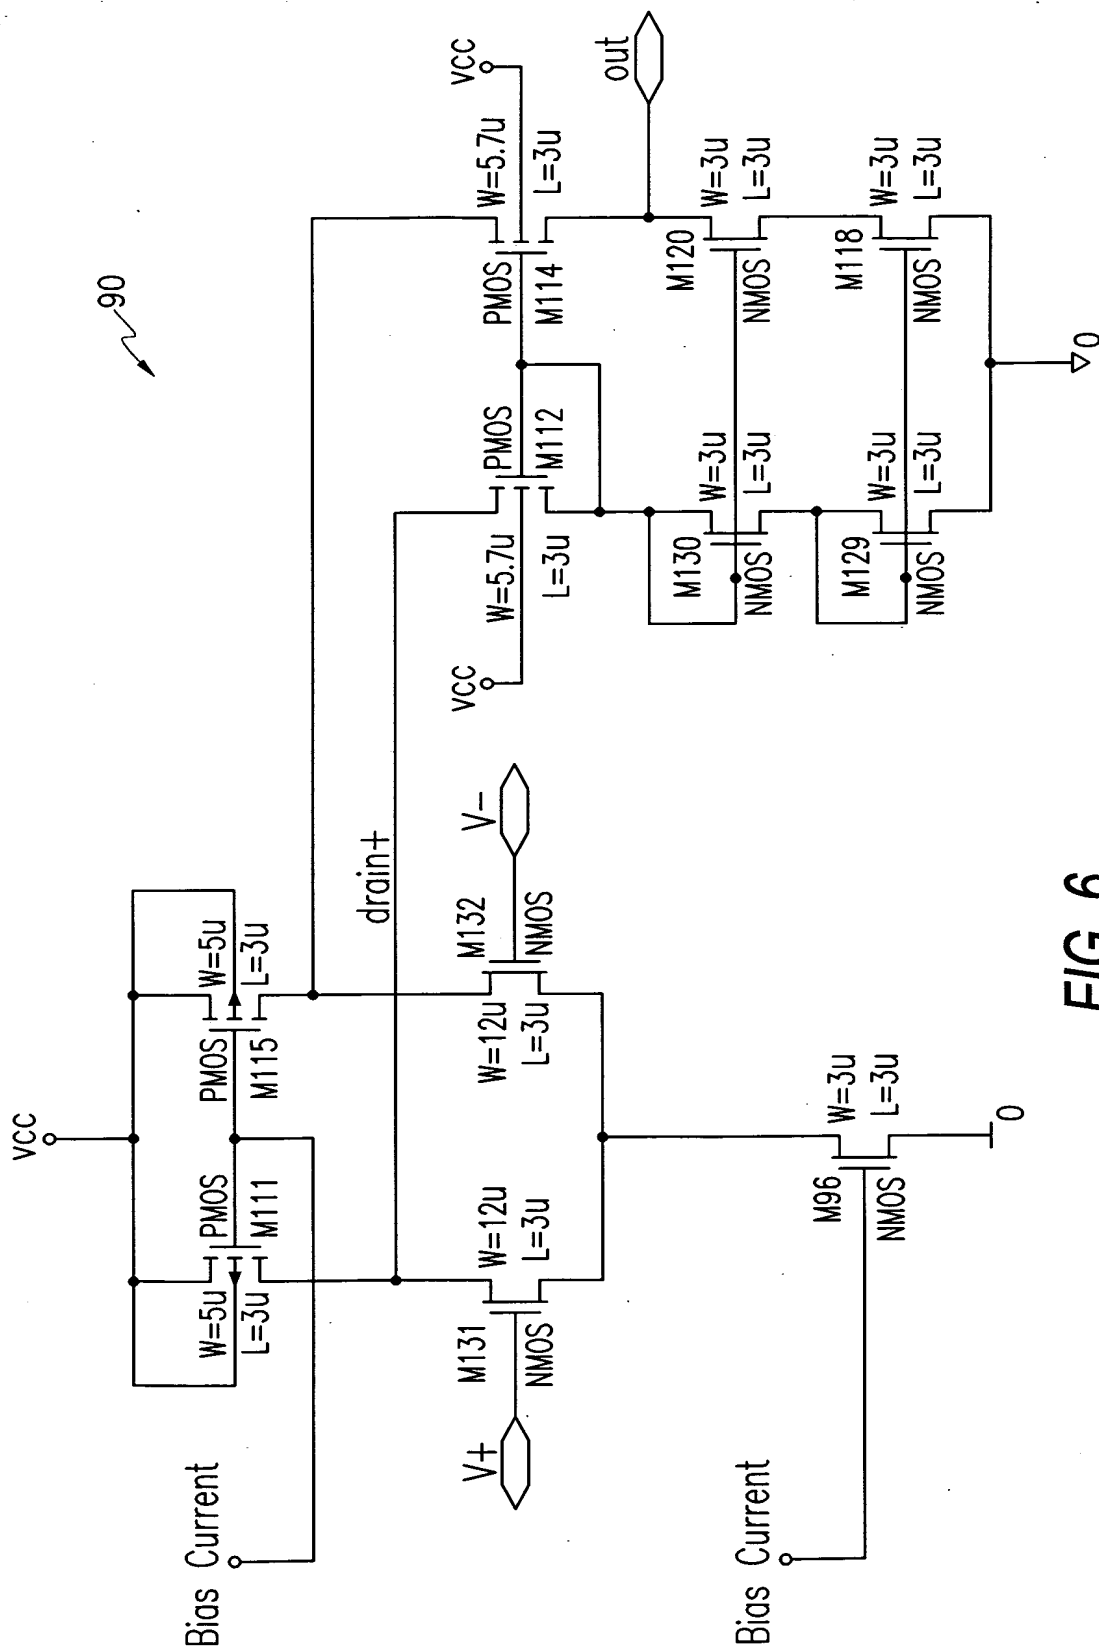 90
VCC
PMOS
M111
W=5u
L=3u
PMOS
M115
W=5u
L=3u
Bias Current
drain+
V+
M131
NMOS
W=12u
L=3u
V-
M132
NMOS
W=12u
L=3u
Bias Current
M96
NMOS
W=3u
L=3u
0
VCC
W=5.7u
L=3u
PMOS
M112
PMOS
M114
W=5.7u
L=3u
VCC
out
M130
NMOS
W=3u
L=3u
M120
NMOS
W=3u
L=3u
M129
NMOS
W=3u
L=3u
M118
NMOS
W=3u
L=3u
0
FIG. 6